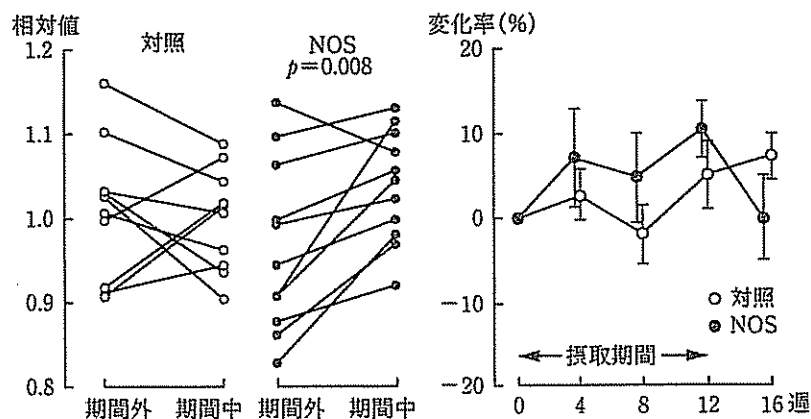 相対値
対照
NOS
p=0.008
1.2
1.1
1.0
0.9
0.8
期間外 期間中 期間外 期間中
変化率(%)
20
10
0
−10
−20
対照
NOS
摂取期間
0 4 8 12 16週